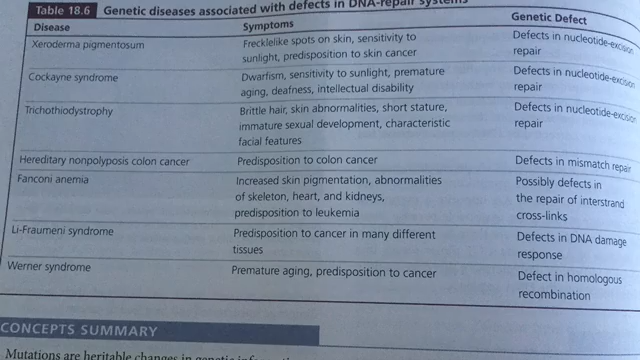 Table 18.6 Genetic diseases associated with defects in DNA-repair systems
Disease Symptoms Genetic Defect
Xeroderma pigmentosum Frecklelike spots on skin, sensitivity to Defects in nucleotide-excision
sunlight, predisposition to skin cancer repair
Cockayne syndrome Dwarfism, sensitivity to sunlight, premature Defects in nucleotide-excision
aging, deafness, intellectual disability repair
Trichothiodystrophy Brittle hair, skin abnormalities, short stature, Defects in nucleotide-excision
immature sexual development, characteristic repair
facial features
Hereditary nonpolyposis colon cancer Predisposition to colon cancer Defects in mismatch repair
Fanconi anemia Increased skin pigmentation, abnormalities Possibly defects in
of skeleton, heart, and kidneys, the repair of interstrand
predisposition to leukemia cross-links
Li-Fraumeni syndrome Predisposition to cancer in many different Defects in DNA damage
tissues response
Werner syndrome Premature aging, predisposition to cancer Defect in homologous
recombination
CONCEPTS SUMMARY
Mutations are heritable changes in genetic